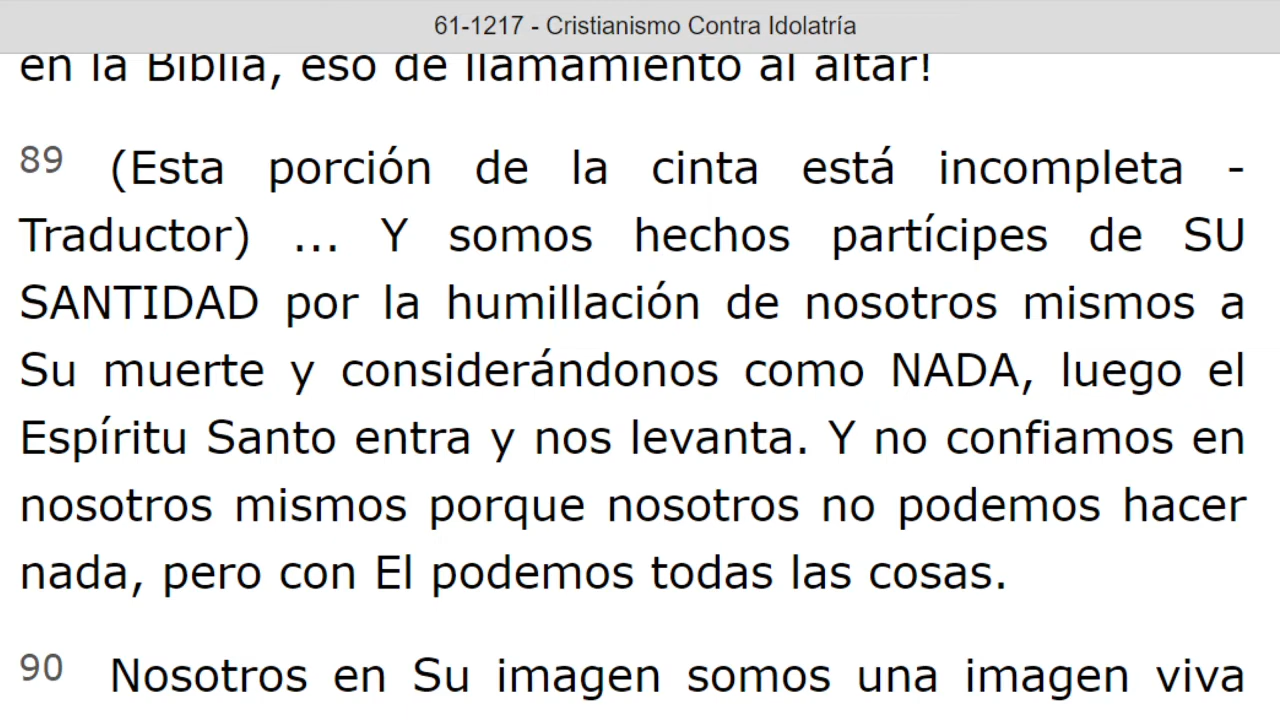 61-1217 - Cristianismo Contra Idolatría
en la Biblia, eso de llamamiento al altar!
89 (Esta porción de la cinta está incompleta -
Traductor) ... Y somos hechos partícipes de SU
SANTIDAD por la humillación de nosotros mismos a
Su muerte y considerándonos como NADA, luego el
Espíritu Santo entra y nos levanta. Y no confiamos en
nosotros mismos porque nosotros no podemos hacer
nada, pero con El podemos todas las cosas.
90 Nosotros en Su imagen somos una imagen viva